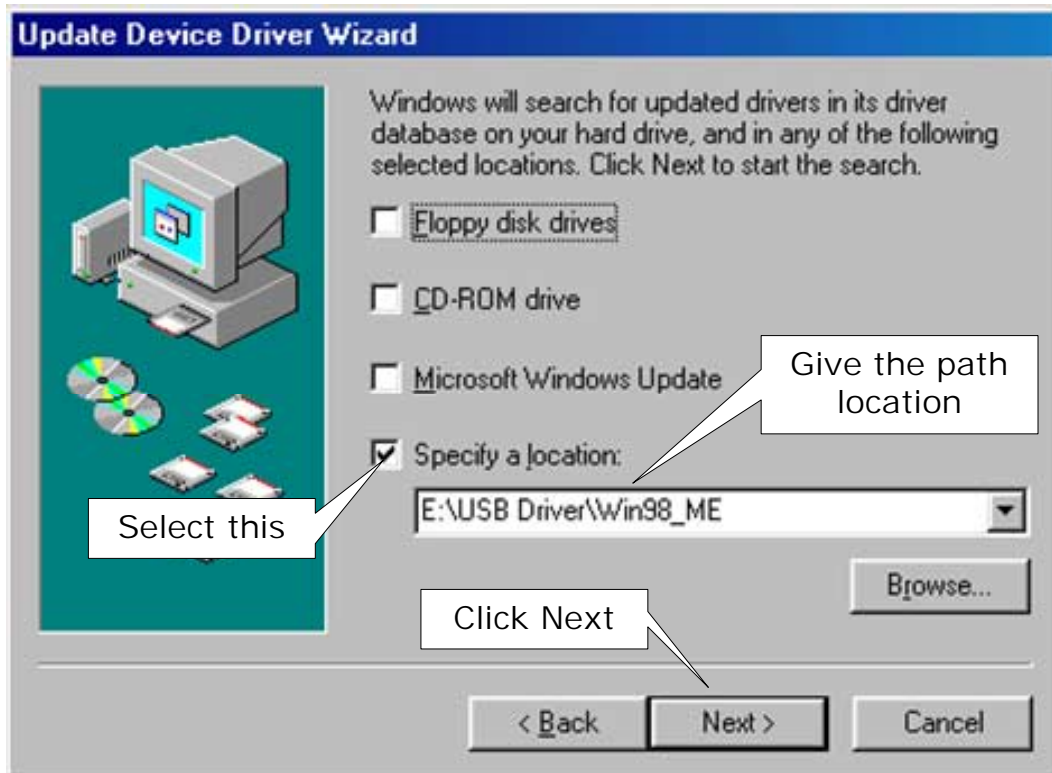 Update Device Driver Wizard
Windows will search for updated drivers in its driver
database on your hard drive, and in any of the following
selected locations. Click Next to start the search.
Floppy disk drives
CD-ROM drive
Microsoft Windows Update
Give the path
location
Specify a location:
Select this
E:\USB Driver\Win98_ME
Browse...
Click Next
< Back
Next >
Cancel